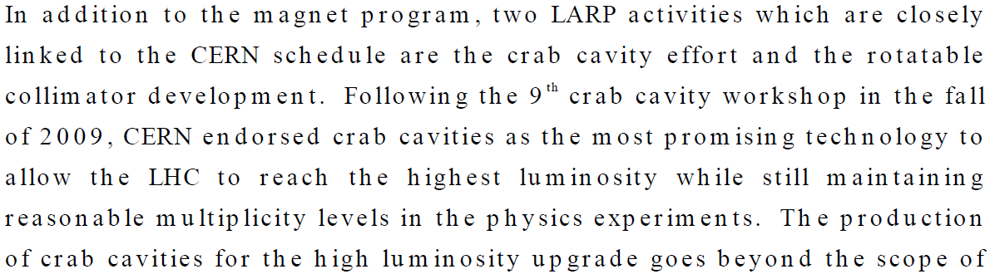 In addition to the magnet program, two LARP activities which are closely
linked to the CERN schedule are the crab cavity effort and the rotatable
collimator development. Following the 9th crab cavity workshop in the fall
of 2009, CERN endorsed crab cavities as the most promising technology to
allow the LHC to reach the highest luminosity while still maintaining
reasonable multiplicity levels in the physics experiments. The production
of crab cavities for the high luminosity upgrade goes beyond the scope of